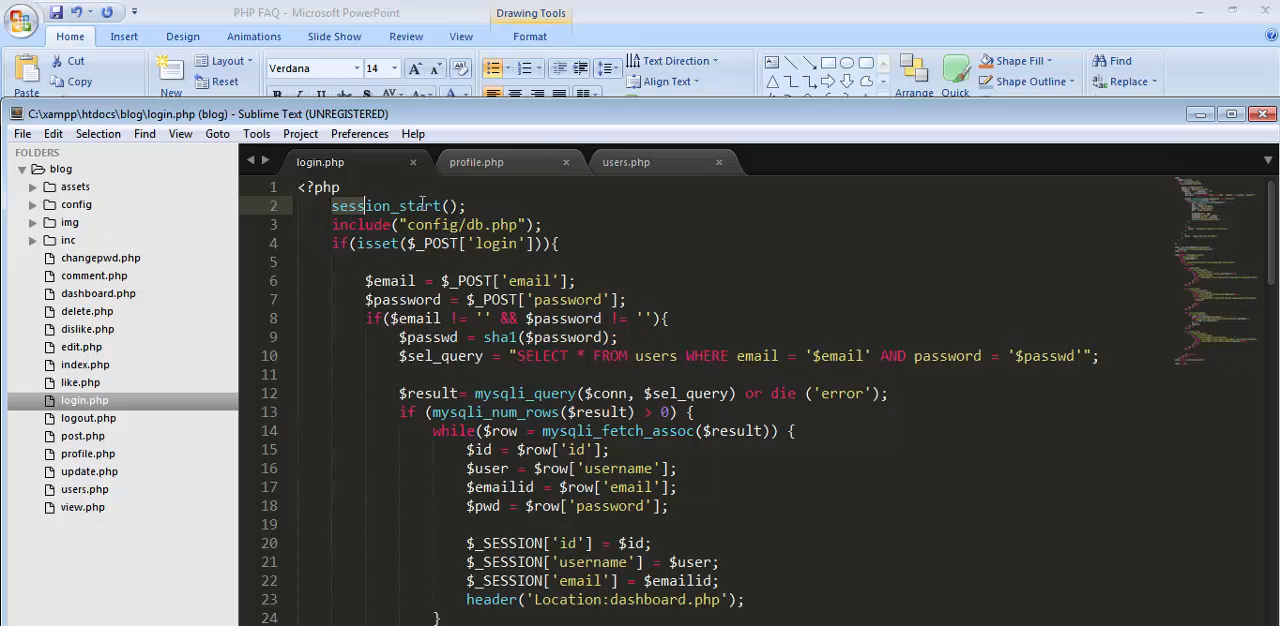 PHP FAQ - Microsoft PowerPoint
Drawing Tools
Home Insert Design Animations Slide Show Review View Format
Cut
Copy
Paste
New
Layout
Reset
Verdana 14
Text Direction
Align Text
Arrange
Quick
Shape Fill
Shape Outline
Find
Replace
C:\xampp\htdocs\blog\login.php (blog) - Sublime Text (UNREGISTERED)
File Edit Selection Find View Goto Tools Project Preferences Help
FOLDERS
blog
assets
config
img
inc
changepwd.php
comment.php
dashboard.php
delete.php
dislike.php
edit.php
index.php
like.php
login.php
logout.php
post.php
profile.php
update.php
users.php
view.php
login.php profile.php users.php
1 <?php
2 session_start();
3 include("config/db.php");
4 if(isset($_POST['login'])){
5
6 $email = $_POST['email'];
7 $password = $_POST['password'];
8 if($email != '' && $password != ''){
9 $passwd = sha1($password);
10 $sel_query = "SELECT * FROM users WHERE email = '$email' AND password = '$passwd'";
11
12 $result= mysqli_query($conn, $sel_query) or die ('error');
13 if (mysqli_num_rows($result) > 0) {
14 while($row = mysqli_fetch_assoc($result)) {
15 $id = $row['id'];
16 $user = $row['username'];
17 $emailid = $row['email'];
18 $pwd = $row['password'];
19
20 $_SESSION['id'] = $id;
21 $_SESSION['username'] = $user;
22 $_SESSION['email'] = $emailid;
23 header('Location:dashboard.php');
24 }